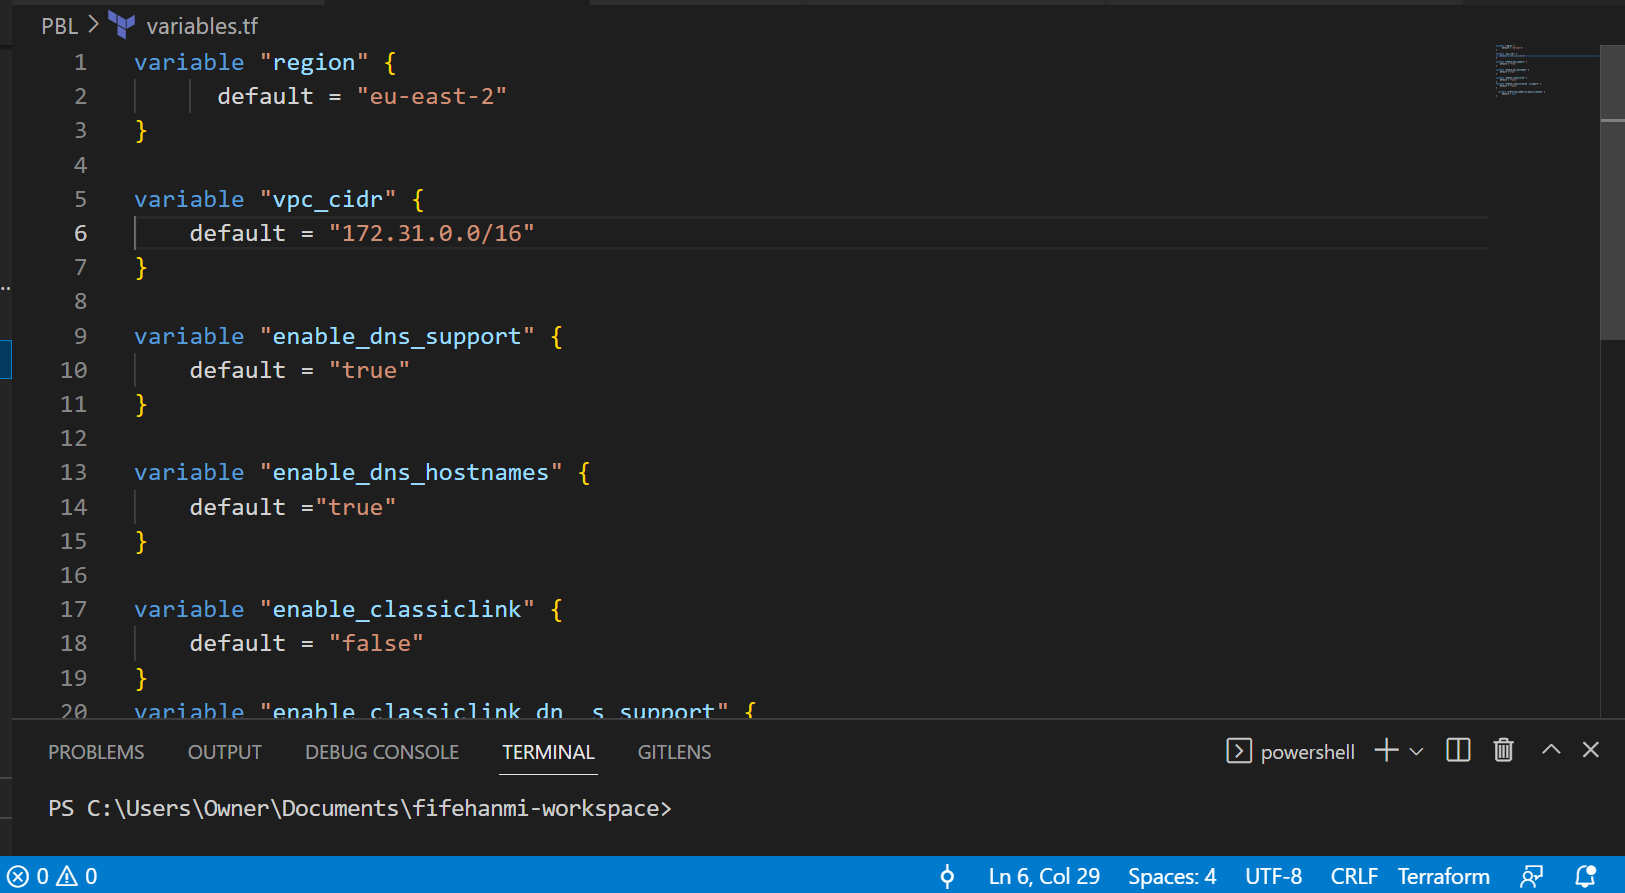 PBL > variables.tf
1 variable "region" {
2 default = "eu-east-2"
3 }
4
5 variable "vpc_cidr" {
6 default = "172.31.0.0/16"
7 }
8
9 variable "enable_dns_support" {
10 default = "true"
11 }
12
13 variable "enable_dns_hostnames" {
14 default ="true"
15 }
16
17 variable "enable_classiclink" {
18 default = "false"
19 }
20 variable "enable_classiclink_dn__s_support" {
PROBLEMS OUTPUT DEBUG CONSOLE TERMINAL GITLENS powershell
PS C:\Users\Owner\Documents\fifehanmi-workspace>
0 0 Ln 6, Col 29 Spaces: 4 UTF-8 CRLF Terraform